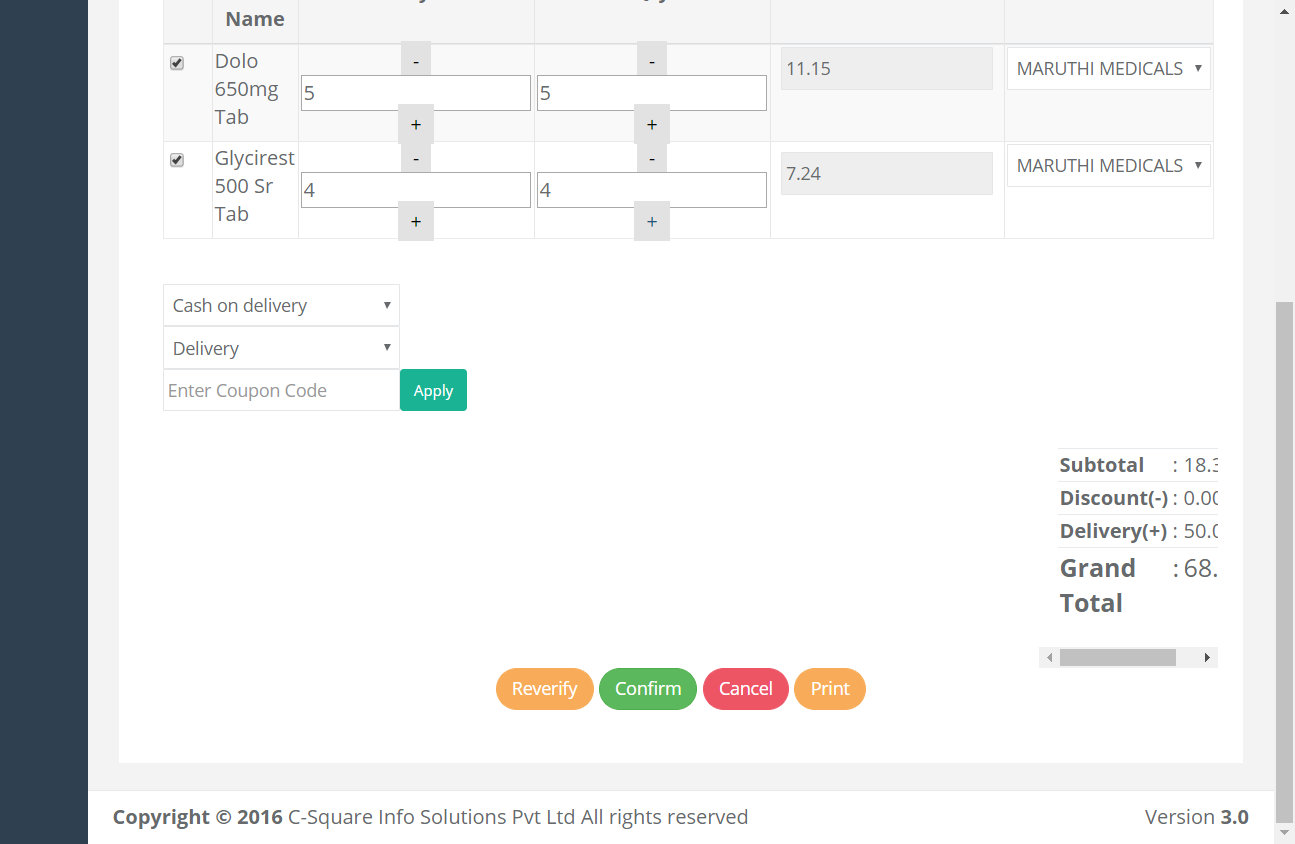 Name
Dolo 650mg Tab
-
5
+
-
5
+
11.15
MARUTHI MEDICALS
Glycirest 500 Sr Tab
-
4
+
-
4
+
7.24
MARUTHI MEDICALS
Cash on delivery
Delivery
Enter Coupon Code Apply
Subtotal : 18.3
Discount(-) : 0.00
Delivery(+) : 50.0
Grand Total : 68.
Reverify Confirm Cancel Print
Copyright © 2016 C-Square Info Solutions Pvt Ltd All rights reserved
Version 3.0